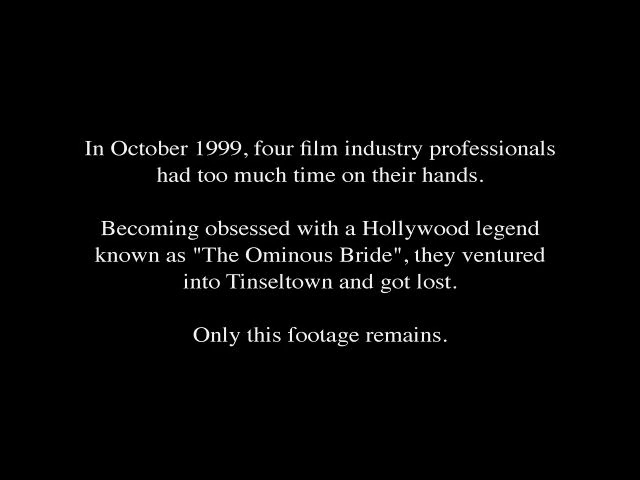 In October 1999, four film industry professionals
had too much time on their hands.
Becoming obsessed with a Hollywood legend
known as "The Ominous Bride", they ventured
into Tinseltown and got lost.
Only this footage remains.